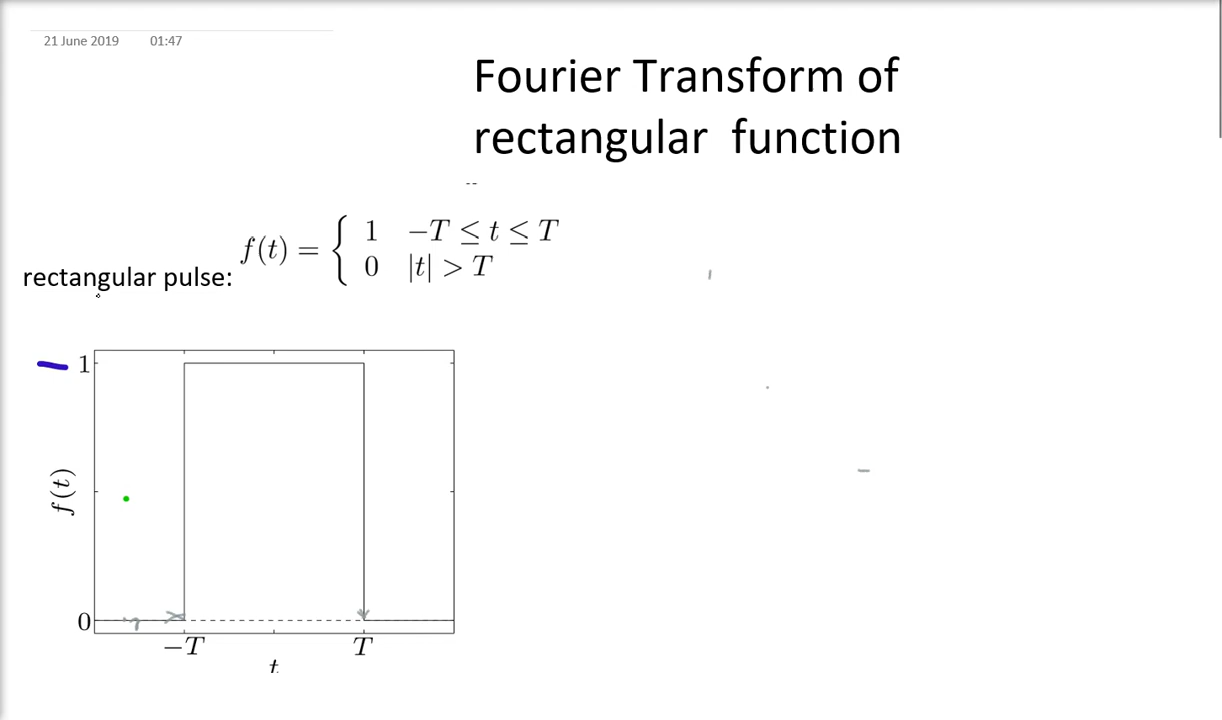 21 June 2019 01:47
Fourier Transform of
rectangular function
rectangular pulse: f(t) = { 1 −T ≤ t ≤ T
0 |t| > T
1
f(t)
0
−T T
t